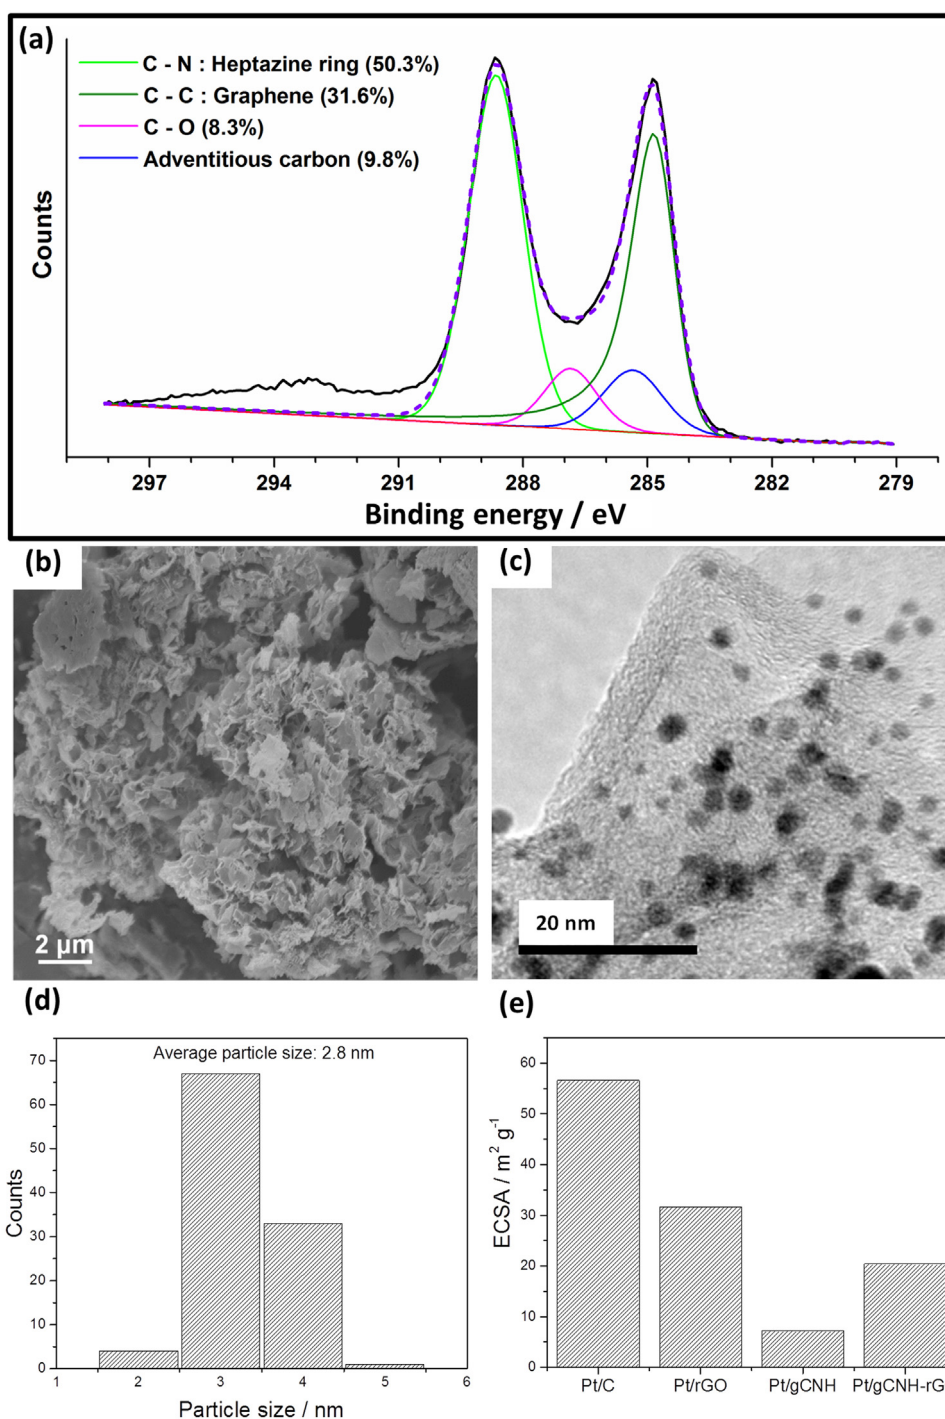 (a)
C - N : Heptazine ring (50.3%)
C - C : Graphene (31.6%)
C - O (8.3%)
Adventitious carbon (9.8%)
Counts
297 294 291 288 285 282 279
Binding energy / eV
(b)
2 µm
(c)
20 nm
(d)
Average particle size: 2.8 nm
70
60
50
40
30
20
10
0
Counts
1 2 3 4 5 6
Particle size / nm
(e)
60
50
40
30
20
10
0
ECSA / m² g⁻¹
Pt/C Pt/rGO Pt/gCNH Pt/gCNH-rG